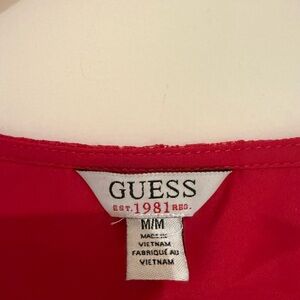 GUESS
EST. 1981 REG.
M/M
MADE IN
VIETNAM
FABRIQUÉ AU
VIETNAM